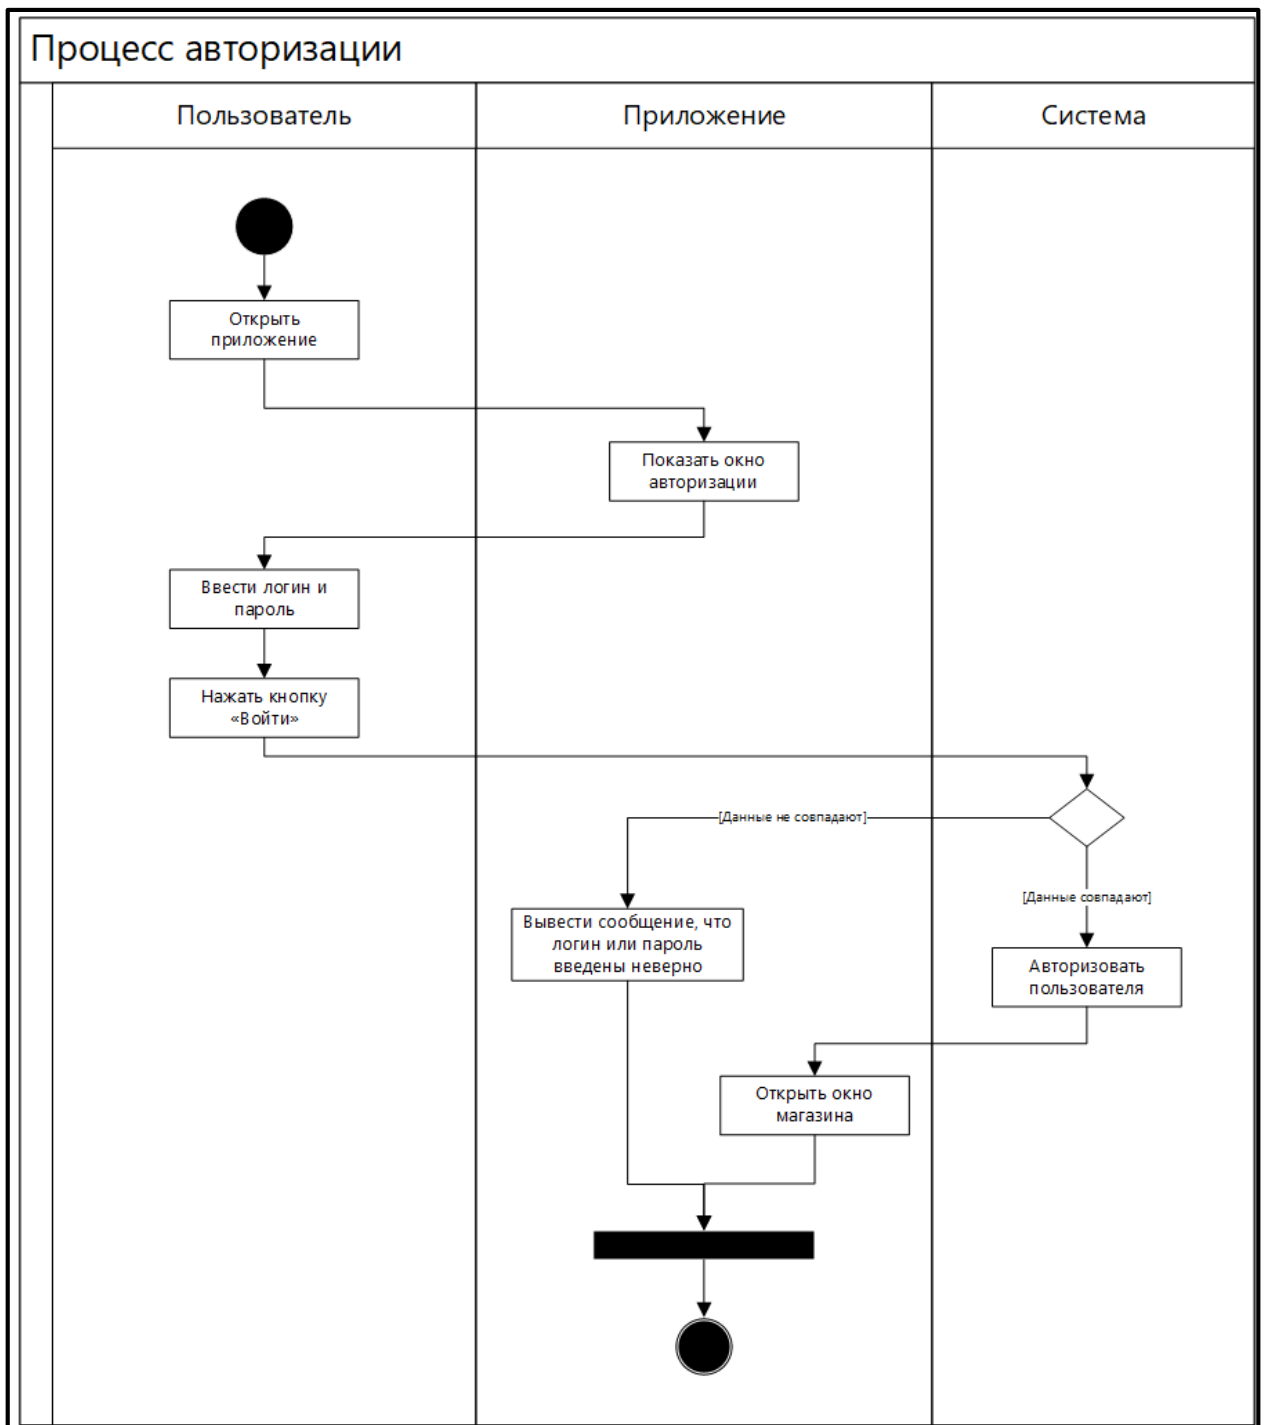 Процесс авторизации
Пользователь
Приложение
Система
Открыть
приложение
Показать окно
авторизации
Ввести логин и
пароль
Нажать кнопку
«Войти»
[Данные не совпадают]
[Данные совпадают]
Вывести сообщение, что
логин или пароль
введены неверно
Авторизовать
пользователя
Открыть окно
магазина